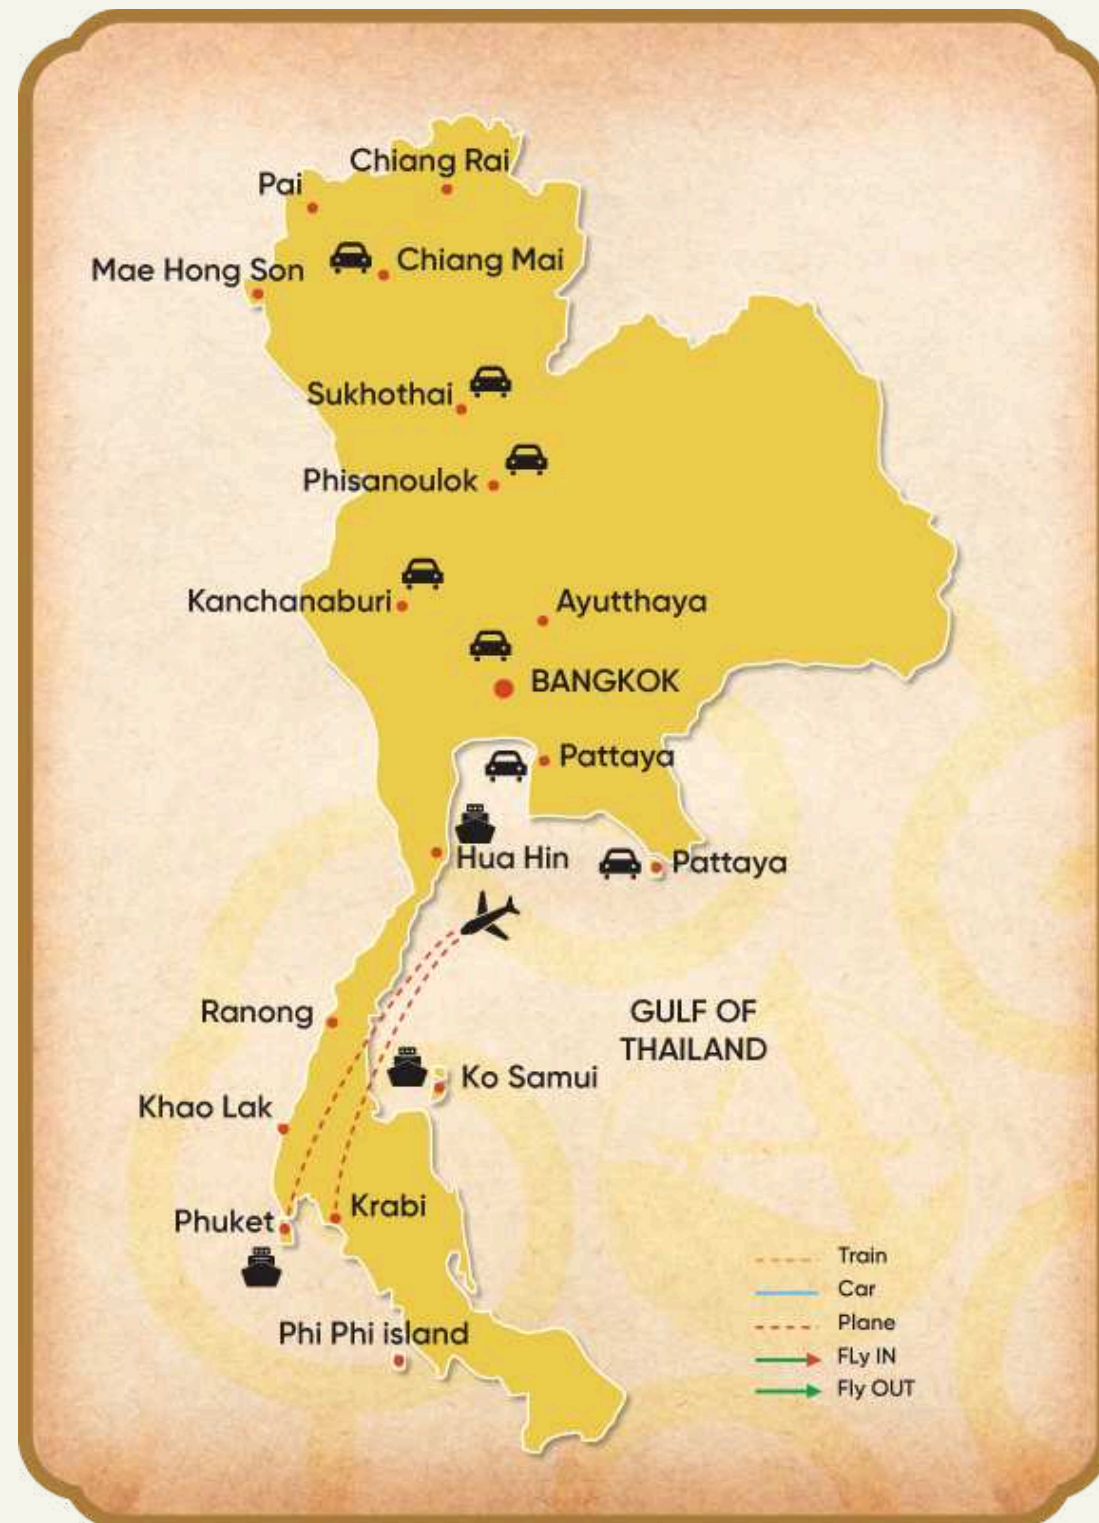 Chiang Rai
Pai
Chiang Mai
Mae Hong Son
Sukhothai
Phisanoulok
Kanchanaburi
Ayutthaya
BANGKOK
Pattaya
Hua Hin
Pattaya
Ranong
GULF OF
THAILAND
Ko Samui
Khao Lak
Krabi
Phuket
Phi Phi island
Train
Car
Plane
FLy IN
Fly OUT